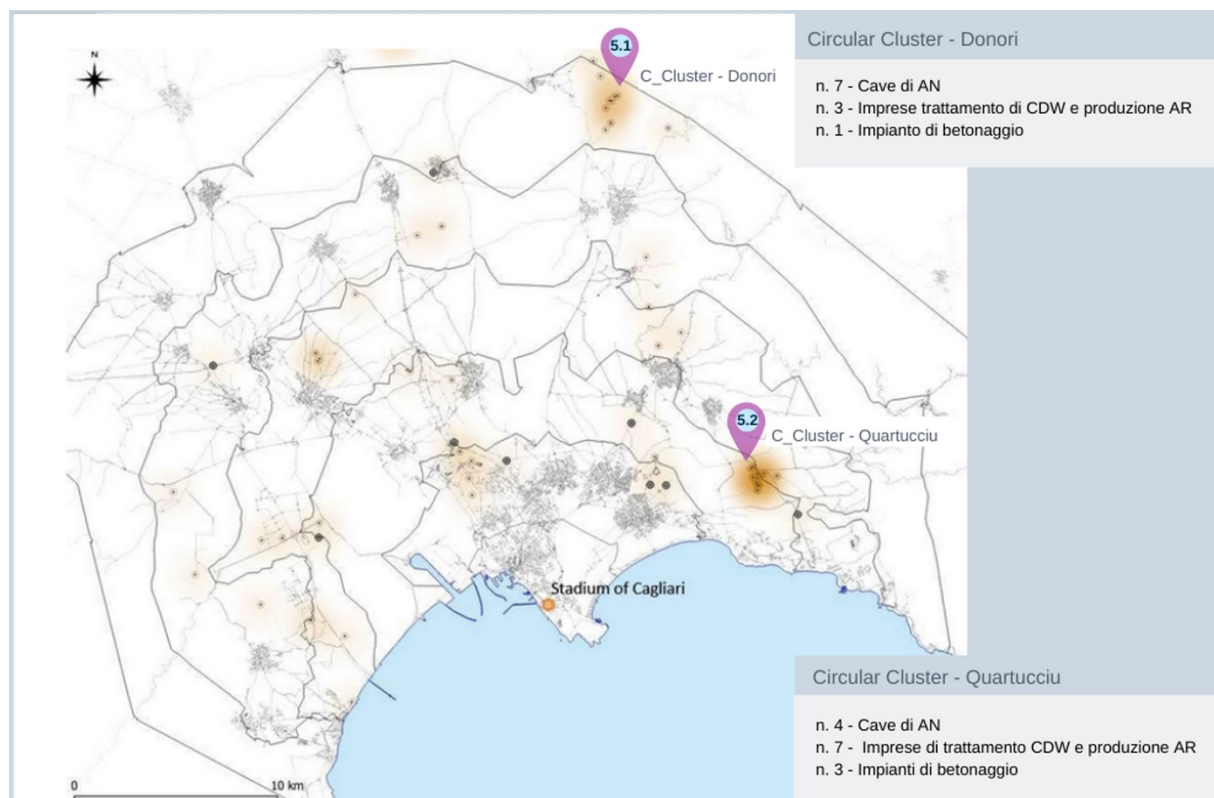 N
5.1
C_Cluster - Donori
Circular Cluster - Donori
n. 7 - Cave di AN
n. 3 - Imprese trattamento di CDW e produzione AR
n. 1 - Impianto di betonaggio
5.2
C_Cluster - Quartucciu
Stadium of Cagliari
Circular Cluster - Quartucciu
n. 4 - Cave di AN
n. 7 -  Imprese di trattamento CDW e produzione AR
n. 3 - Impianti di betonaggio
0 10 km